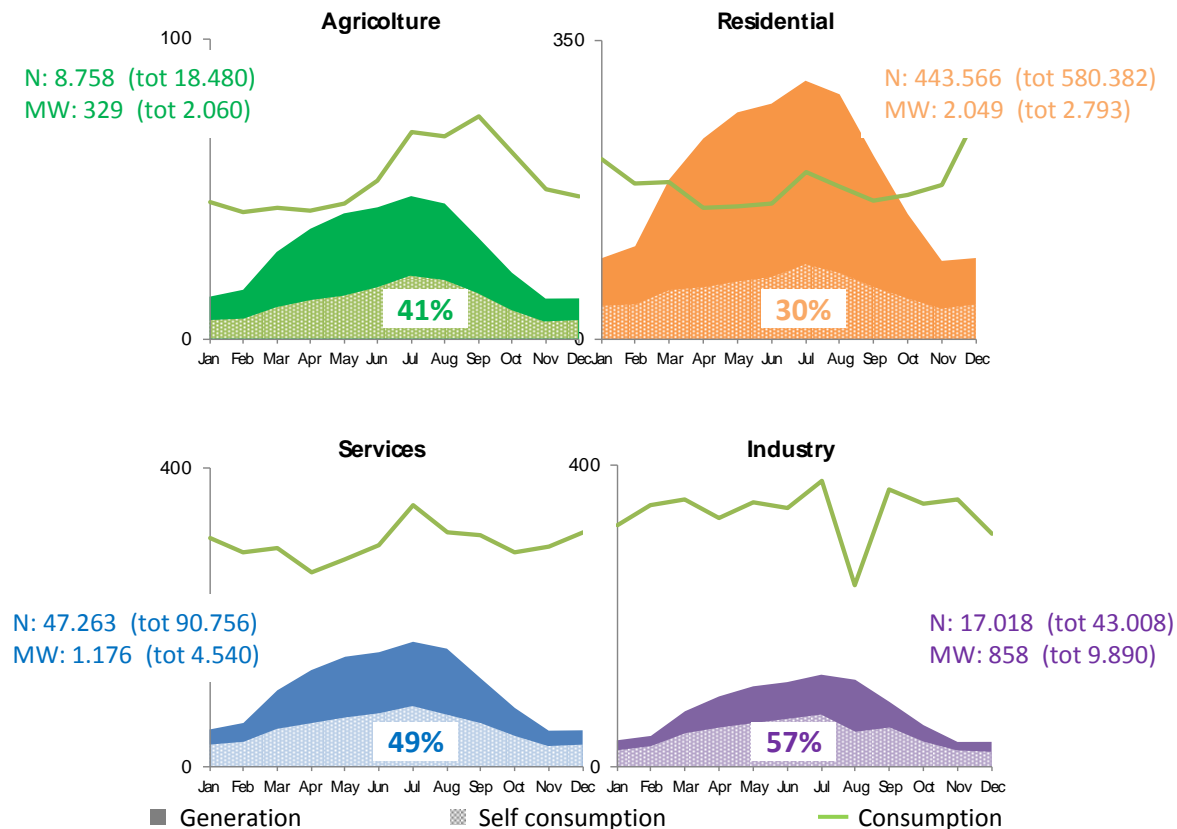 Agricolture
100
N: 8.758 (tot 18.480)
MW: 329 (tot 2.060)
41%
0
Jan Feb Mar Apr May Jun Jul Aug Sep Oct Nov Dec
Residential
350
N: 443.566 (tot 580.382)
MW: 2.049 (tot 2.793)
30%
0
Jan Feb Mar Apr May Jun Jul Aug Sep Oct Nov Dec
Services
400
N: 47.263 (tot 90.756)
MW: 1.176 (tot 4.540)
49%
0
Jan Feb Mar Apr May Jun Jul Aug Sep Oct Nov Dec
Industry
400
N: 17.018 (tot 43.008)
MW: 858 (tot 9.890)
57%
0
Jan Feb Mar Apr May Jun Jul Aug Sep Oct Nov Dec
Generation Self consumption Consumption